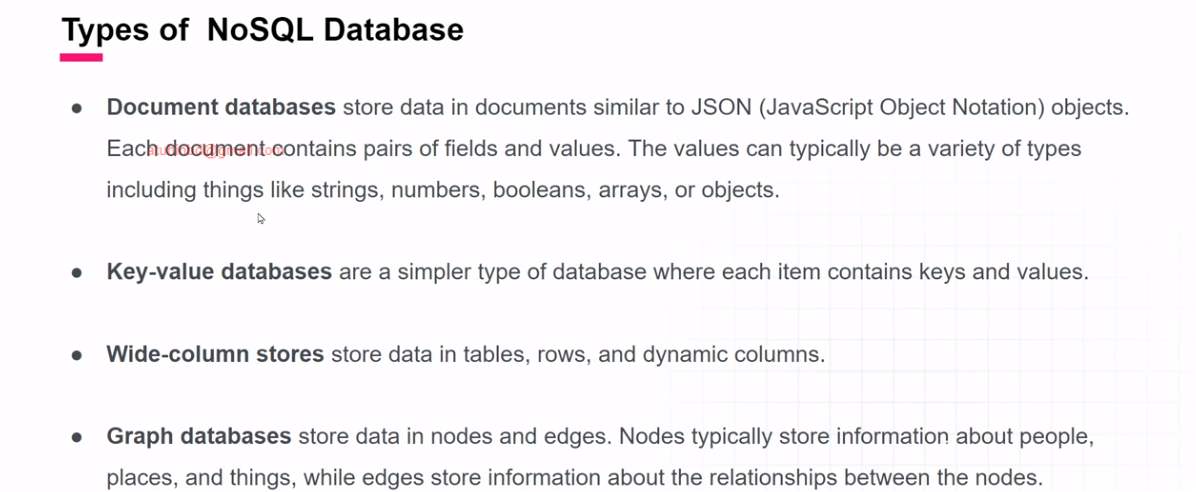 Types of NoSQL Database
● Document databases store data in documents similar to JSON (JavaScript Object Notation) objects.
Each document contains pairs of fields and values. The values can typically be a variety of types
including things like strings, numbers, booleans, arrays, or objects.
● Key-value databases are a simpler type of database where each item contains keys and values.
● Wide-column stores store data in tables, rows, and dynamic columns.
● Graph databases store data in nodes and edges. Nodes typically store information about people,
places, and things, while edges store information about the relationships between the nodes.